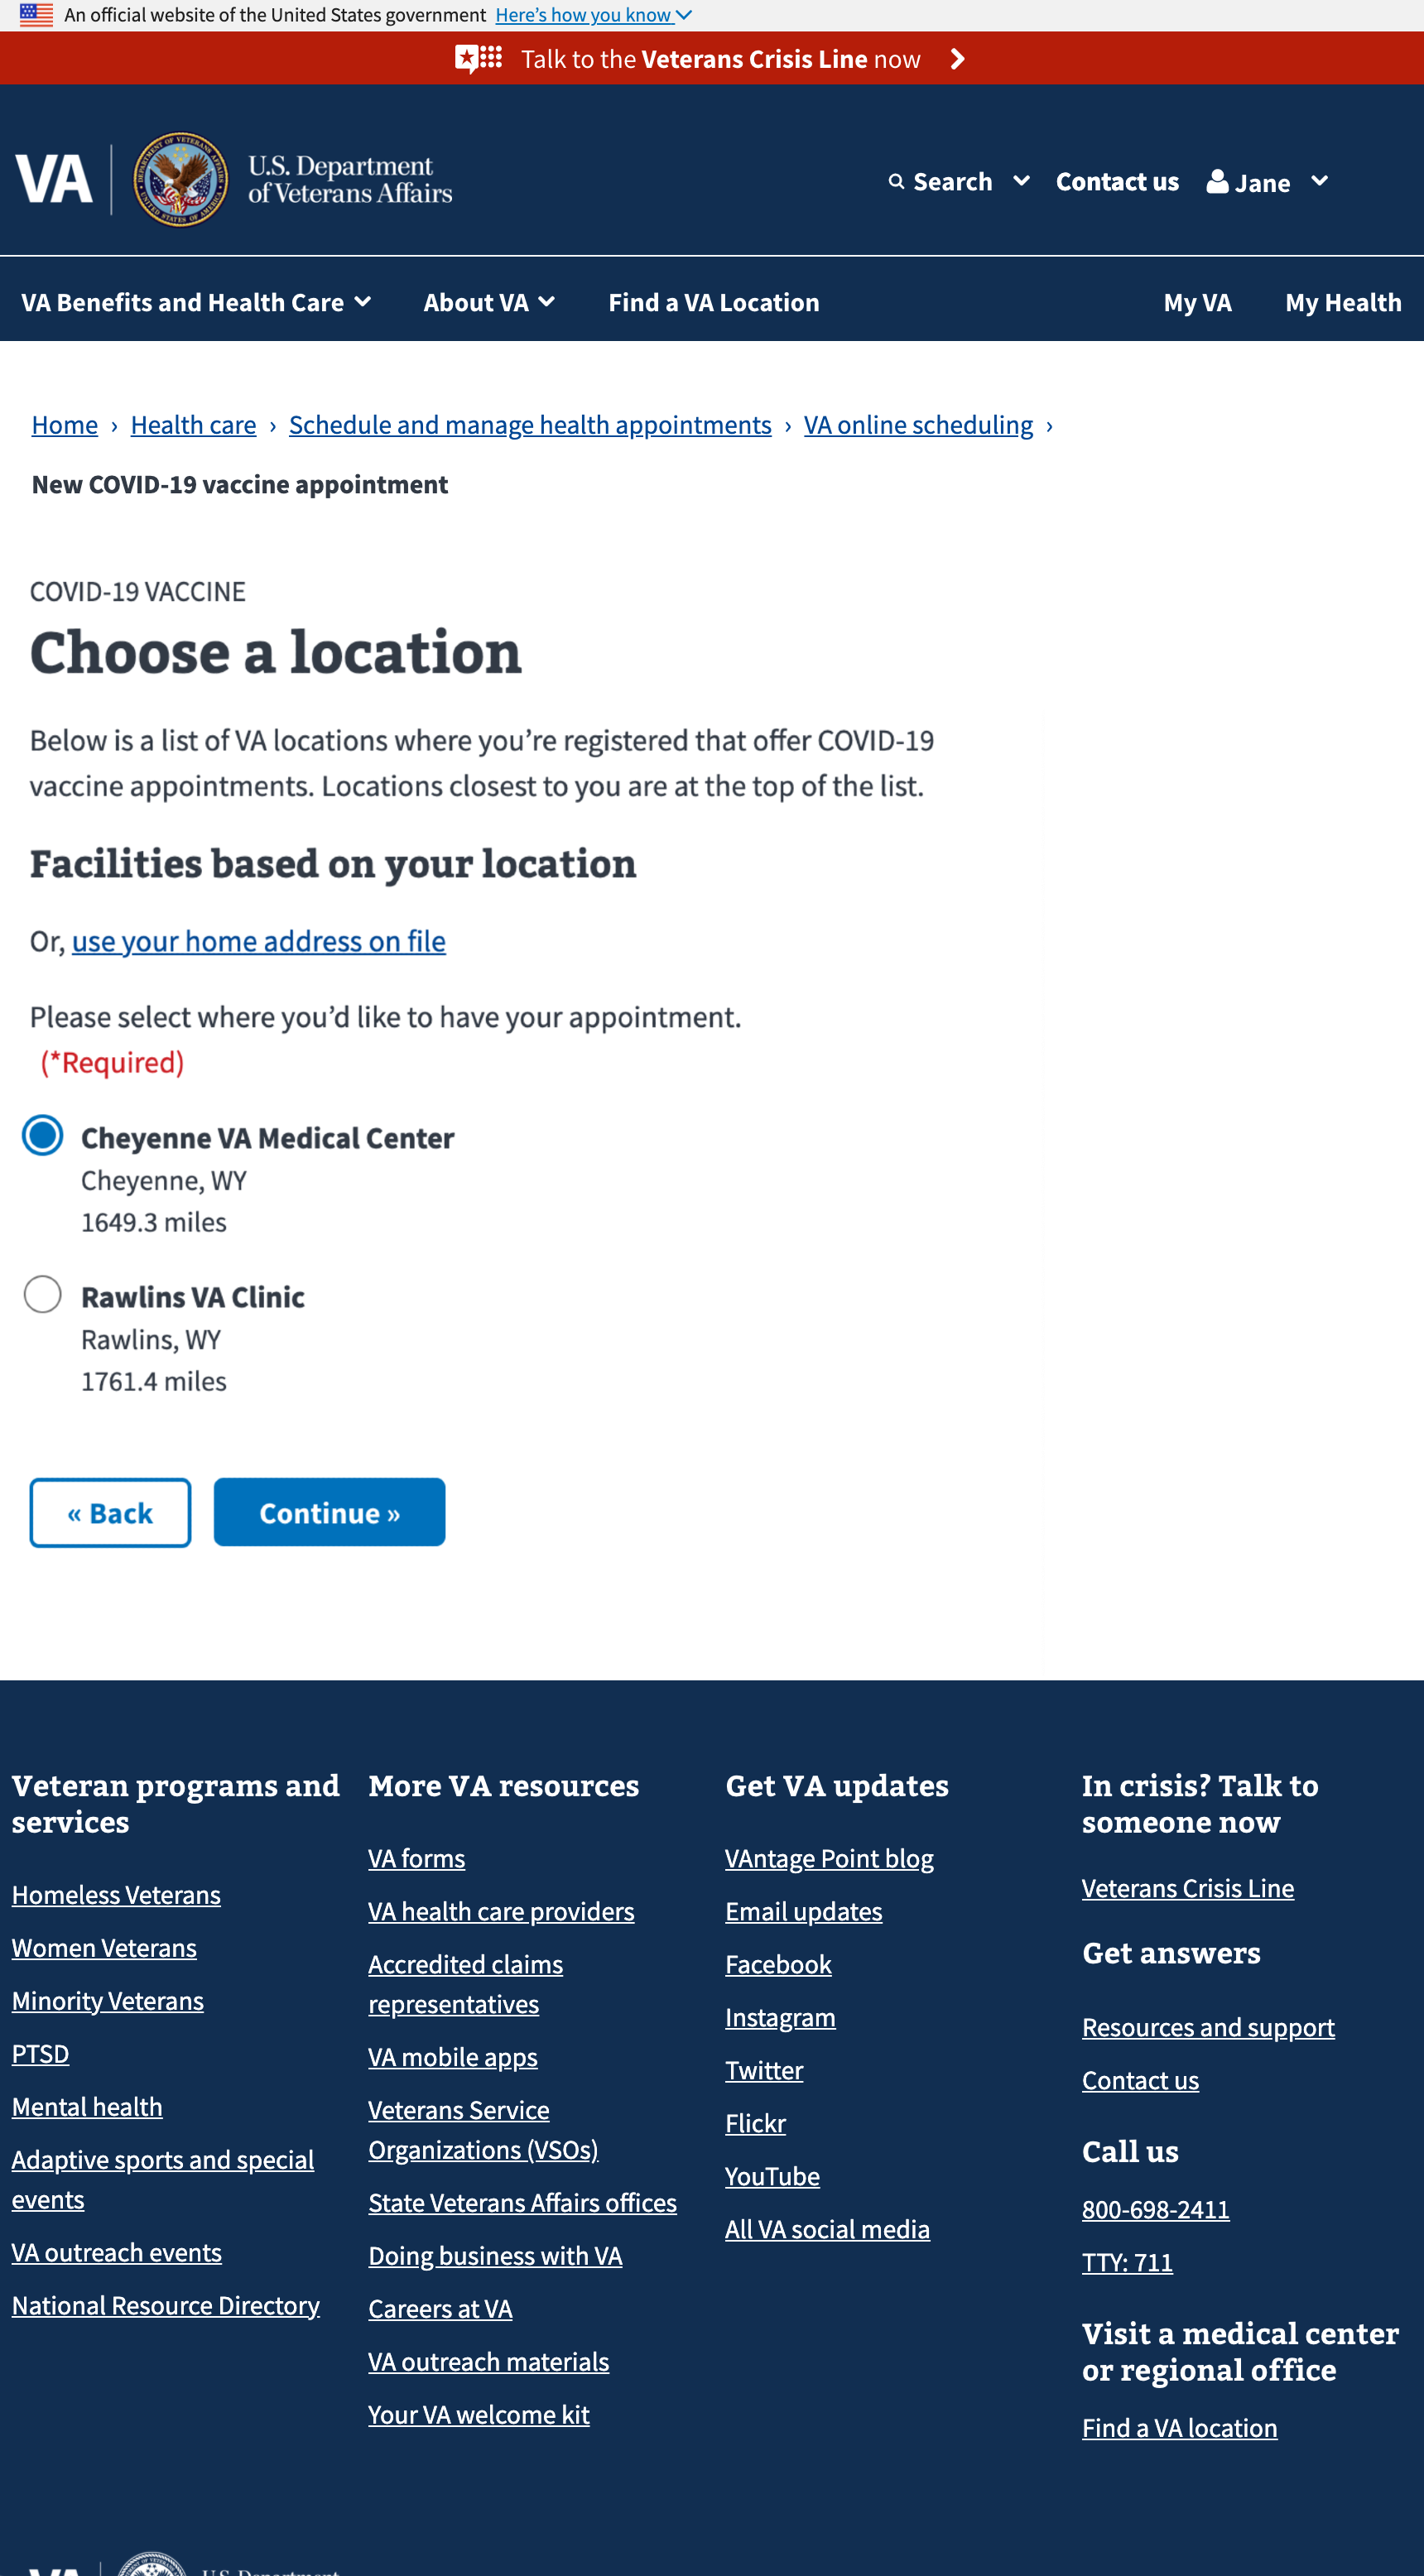 An official website of the United States government Here’s how you know
Talk to the Veterans Crisis Line now
VA
U.S. Department
of Veterans Affairs
Search
Contact us
Jane
VA Benefits and Health Care
About VA
Find a VA Location
My VA
My Health
Home › Health care › Schedule and manage health appointments › VA online scheduling ›
New COVID-19 vaccine appointment
COVID-19 VACCINE
Choose a location
Below is a list of VA locations where you’re registered that offer COVID-19
vaccine appointments. Locations closest to you are at the top of the list.
Facilities based on your location
Or, use your home address on file
Please select where you’d like to have your appointment.
(*Required)
Cheyenne VA Medical Center
Cheyenne, WY
1649.3 miles
Rawlins VA Clinic
Rawlins, WY
1761.4 miles
« Back
Continue »
Veteran programs and
services
Homeless Veterans
Women Veterans
Minority Veterans
PTSD
Mental health
Adaptive sports and special
events
VA outreach events
National Resource Directory
More VA resources
VA forms
VA health care providers
Accredited claims
representatives
VA mobile apps
Veterans Service
Organizations (VSOs)
State Veterans Affairs offices
Doing business with VA
Careers at VA
VA outreach materials
Your VA welcome kit
Get VA updates
VAntage Point blog
Email updates
Facebook
Instagram
Twitter
Flickr
YouTube
All VA social media
In crisis? Talk to
someone now
Veterans Crisis Line
Get answers
Resources and support
Contact us
Call us
800-698-2411
TTY: 711
Visit a medical center
or regional office
Find a VA location